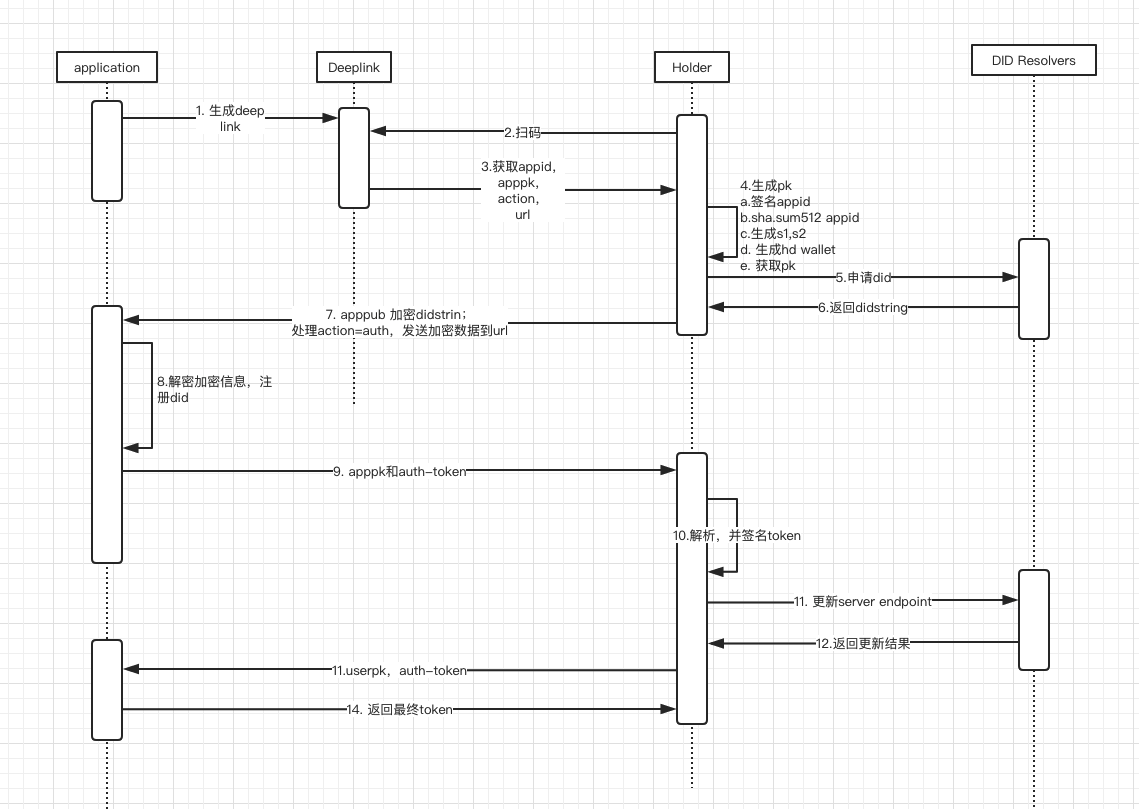 application
Deeplink
Holder
DID Resolvers
1. 生成deep
link
2.扫码
3.获取appid，
apppk，
action，
url
4.生成pk
a.签名appid
b.sha.sum512 appid
c.生成s1,s2
d. 生成hd wallet
e. 获取pk
5.申请did
6.返回didstring
7. apppub 加密didstrin；
处理action=auth，发送加密数据到url
8.解密加密信息，注
册did
9. apppk和auth-token
10.解析，并签名token
11. 更新server endpoint
12.返回更新结果
11.userpk，auth-token
14. 返回最终token